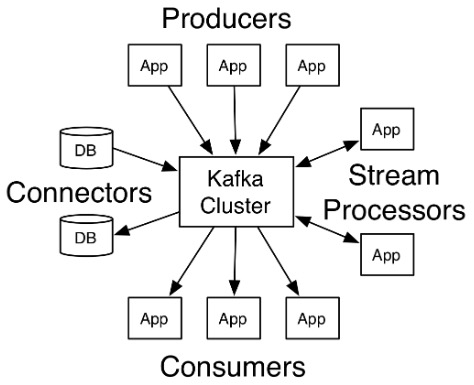 Producers
App
App
App
DB
App
Connectors
Kafka
Cluster
Stream
Processors
DB
App
App
App
App
Consumers